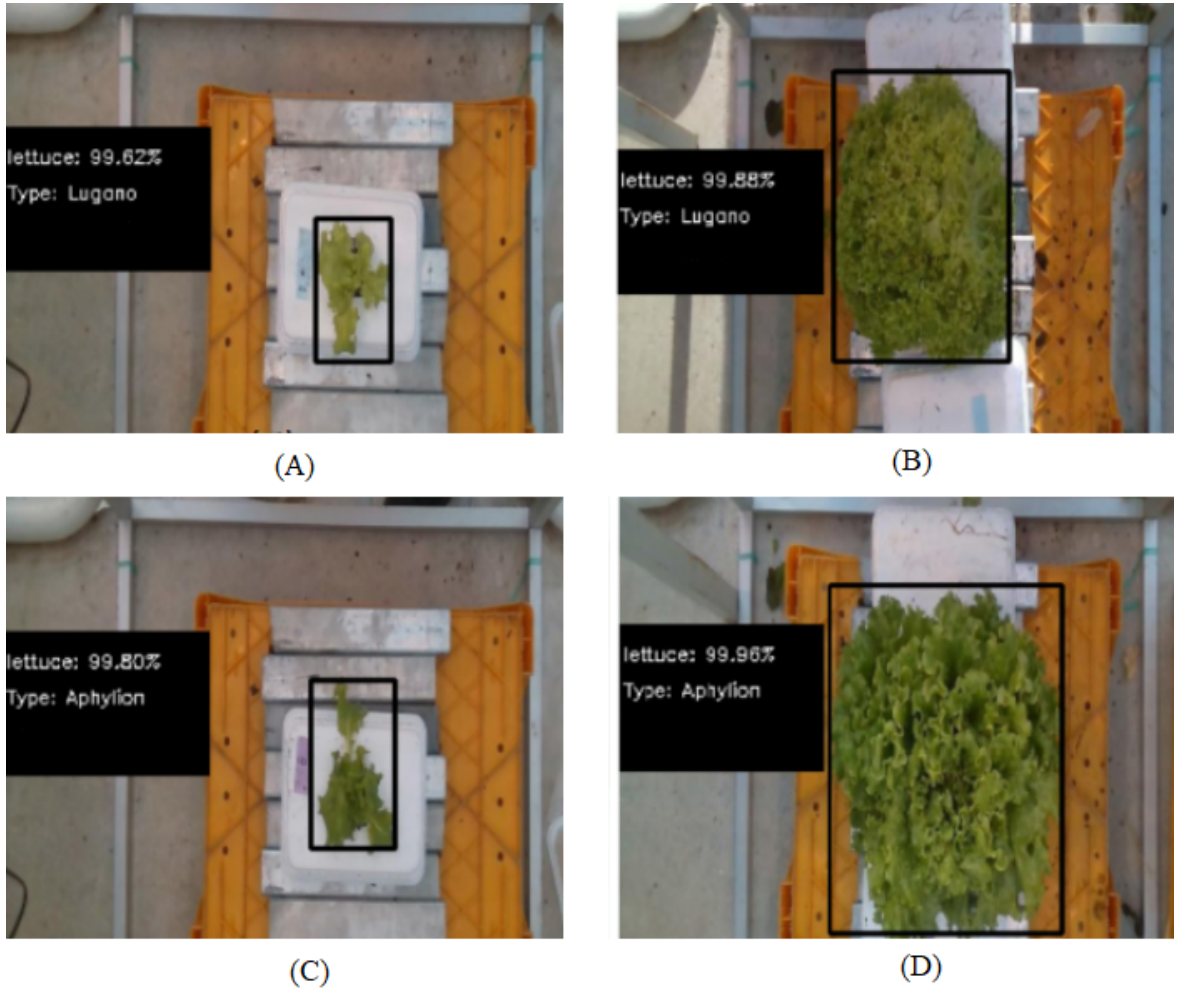 lettuce: 99.62%
Type: Lugano
lettuce: 99.88%
Type: Lugano
(A)
(B)
lettuce: 99.80%
Type: Aphylion
lettuce: 99.96%
Type: Aphylion
(C)
(D)